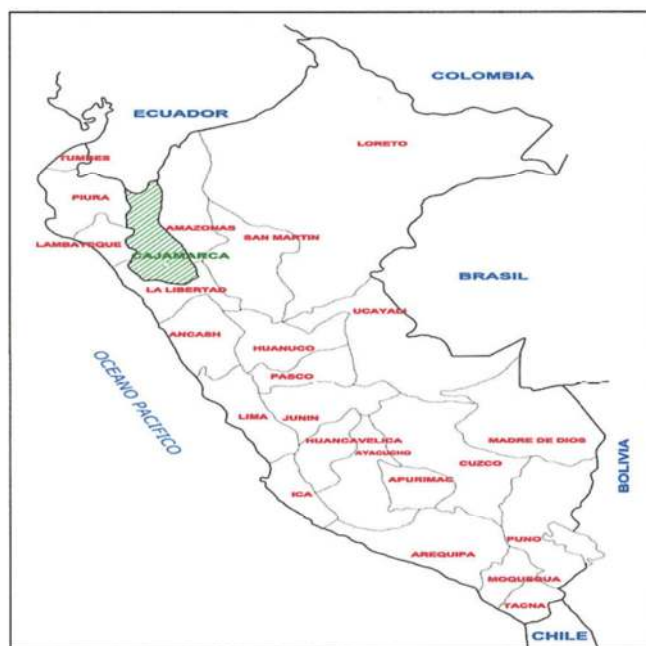 COLOMBIA
ECUADOR
LORETO
TUMBES
PIURA
AMAZONAS
SAN MARTIN
LAMBAYEQUE
CAJAMARCA
BRASIL
LA LIBERTAD
UCAYALI
ANCASH
HUANUCO
OCEANO PACIFICO
PASCO
LIMA
JUNIN
HUANCAVELICA
MADRE DE DIOS
AYACUCHO
CUZCO
BOLIVIA
APURIMAC
ICA
PUNO
AREQUIPA
MOQUEGUA
TACNA
CHILE